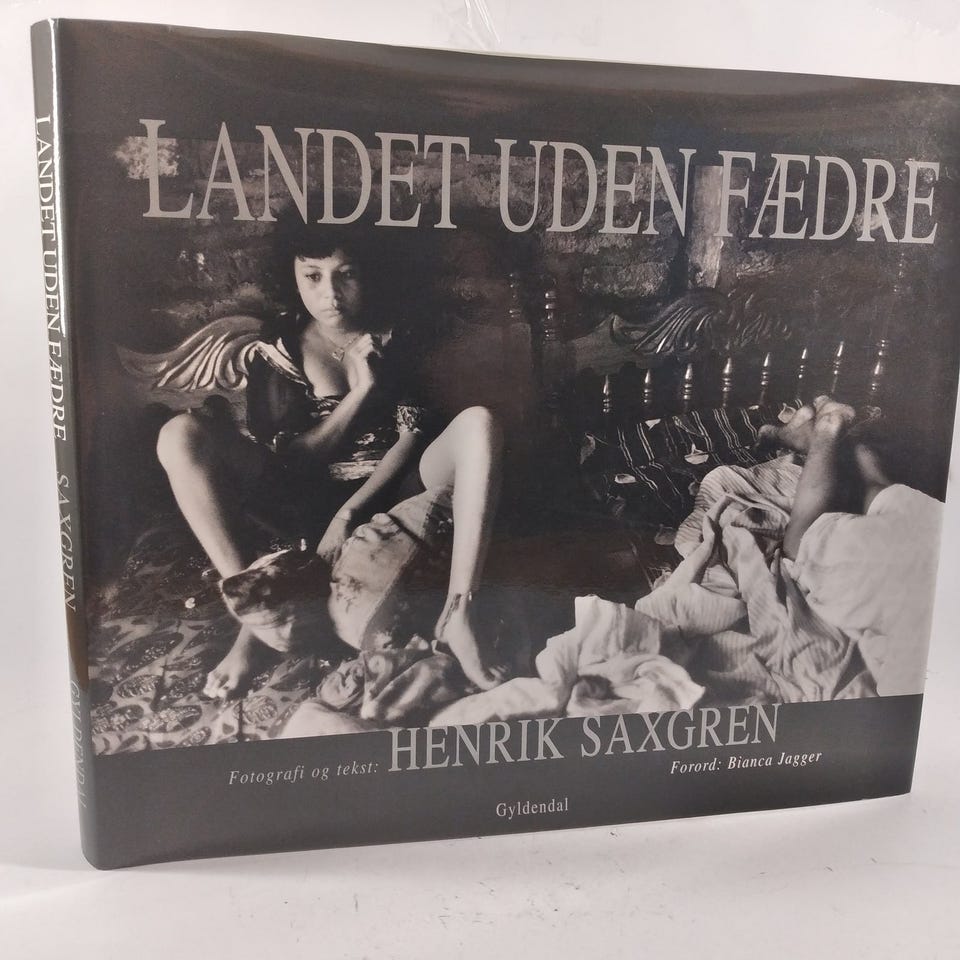 LANDET UDEN FÆDRE
Fotografi og tekst: HENRIK SAXGREN
Forord: Bianca Jagger
Gyldendal
LANDET UDEN FÆDRE SAXGREN GYLDENDAL